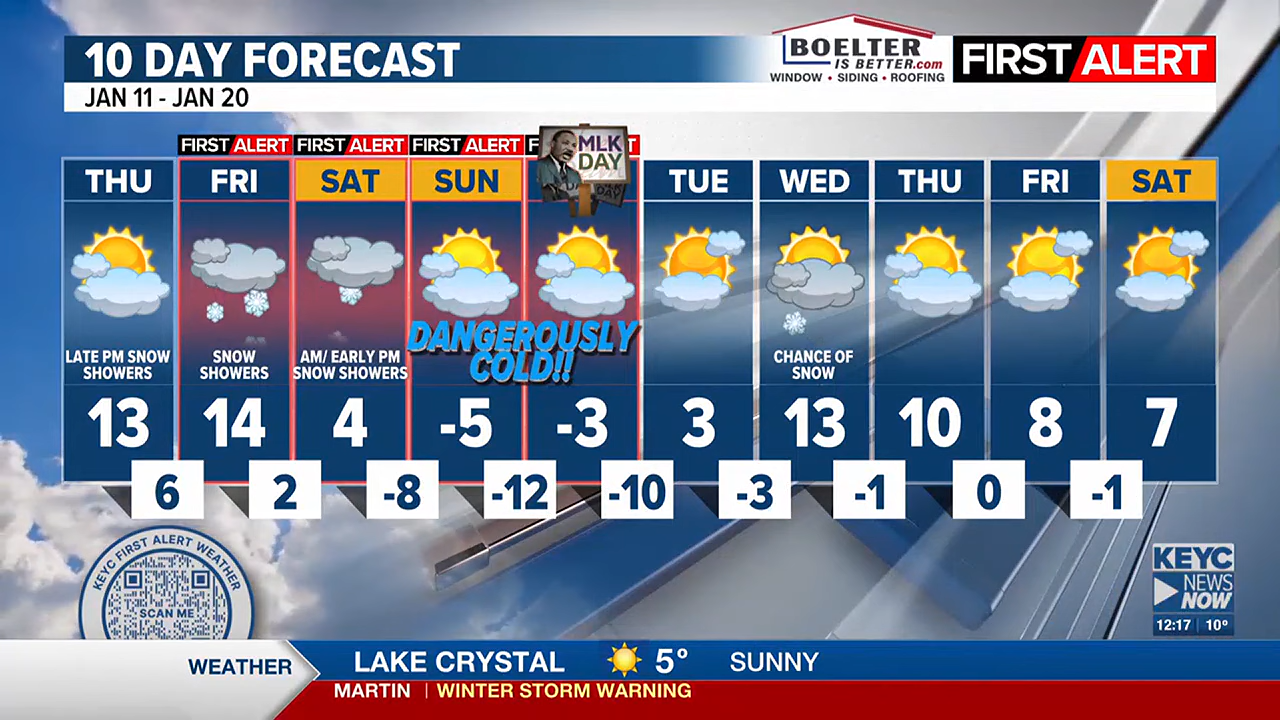 10 DAY FORECAST
JAN 11 - JAN 20
BOELTER
IS BETTER.com
WINDOW • SIDING • ROOFING
FIRST ALERT
FIRST ALERT
FIRST ALERT
FIRST ALERT
MLK
DAY
THU
FRI
SAT
SUN
TUE
WED
THU
FRI
SAT
LATE PM SNOW
SHOWERS
SNOW
SHOWERS
AM/ EARLY PM
SNOW SHOWERS
DANGEROUSLY
COLD!!
CHANCE OF
SNOW
13
14
4
-5
-3
3
13
10
8
7
6
2
-8
-12
-10
-3
-1
0
-1
KEYC FIRST ALERT WEATHER
SCAN ME
KEYC
NEWS
NOW
12:17 10°
WEATHER
LAKE CRYSTAL 5° SUNNY
MARTIN | WINTER STORM WARNING